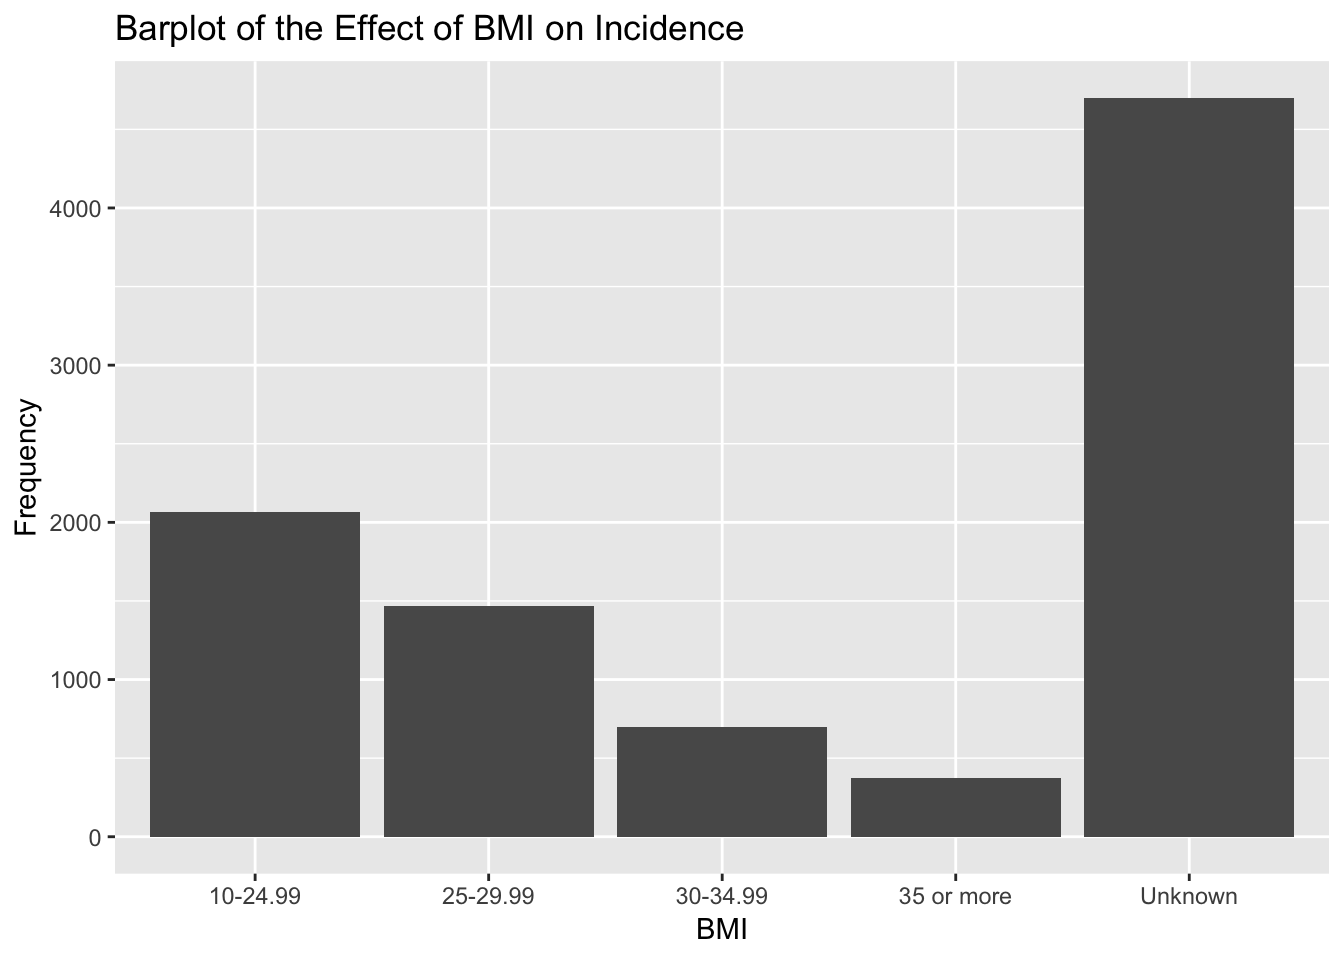 Barplot of the Effect of BMI on Incidence
Frequency
4000
3000
2000
1000
0
10-24.99 25-29.99 30-34.99 35 or more Unknown
BMI